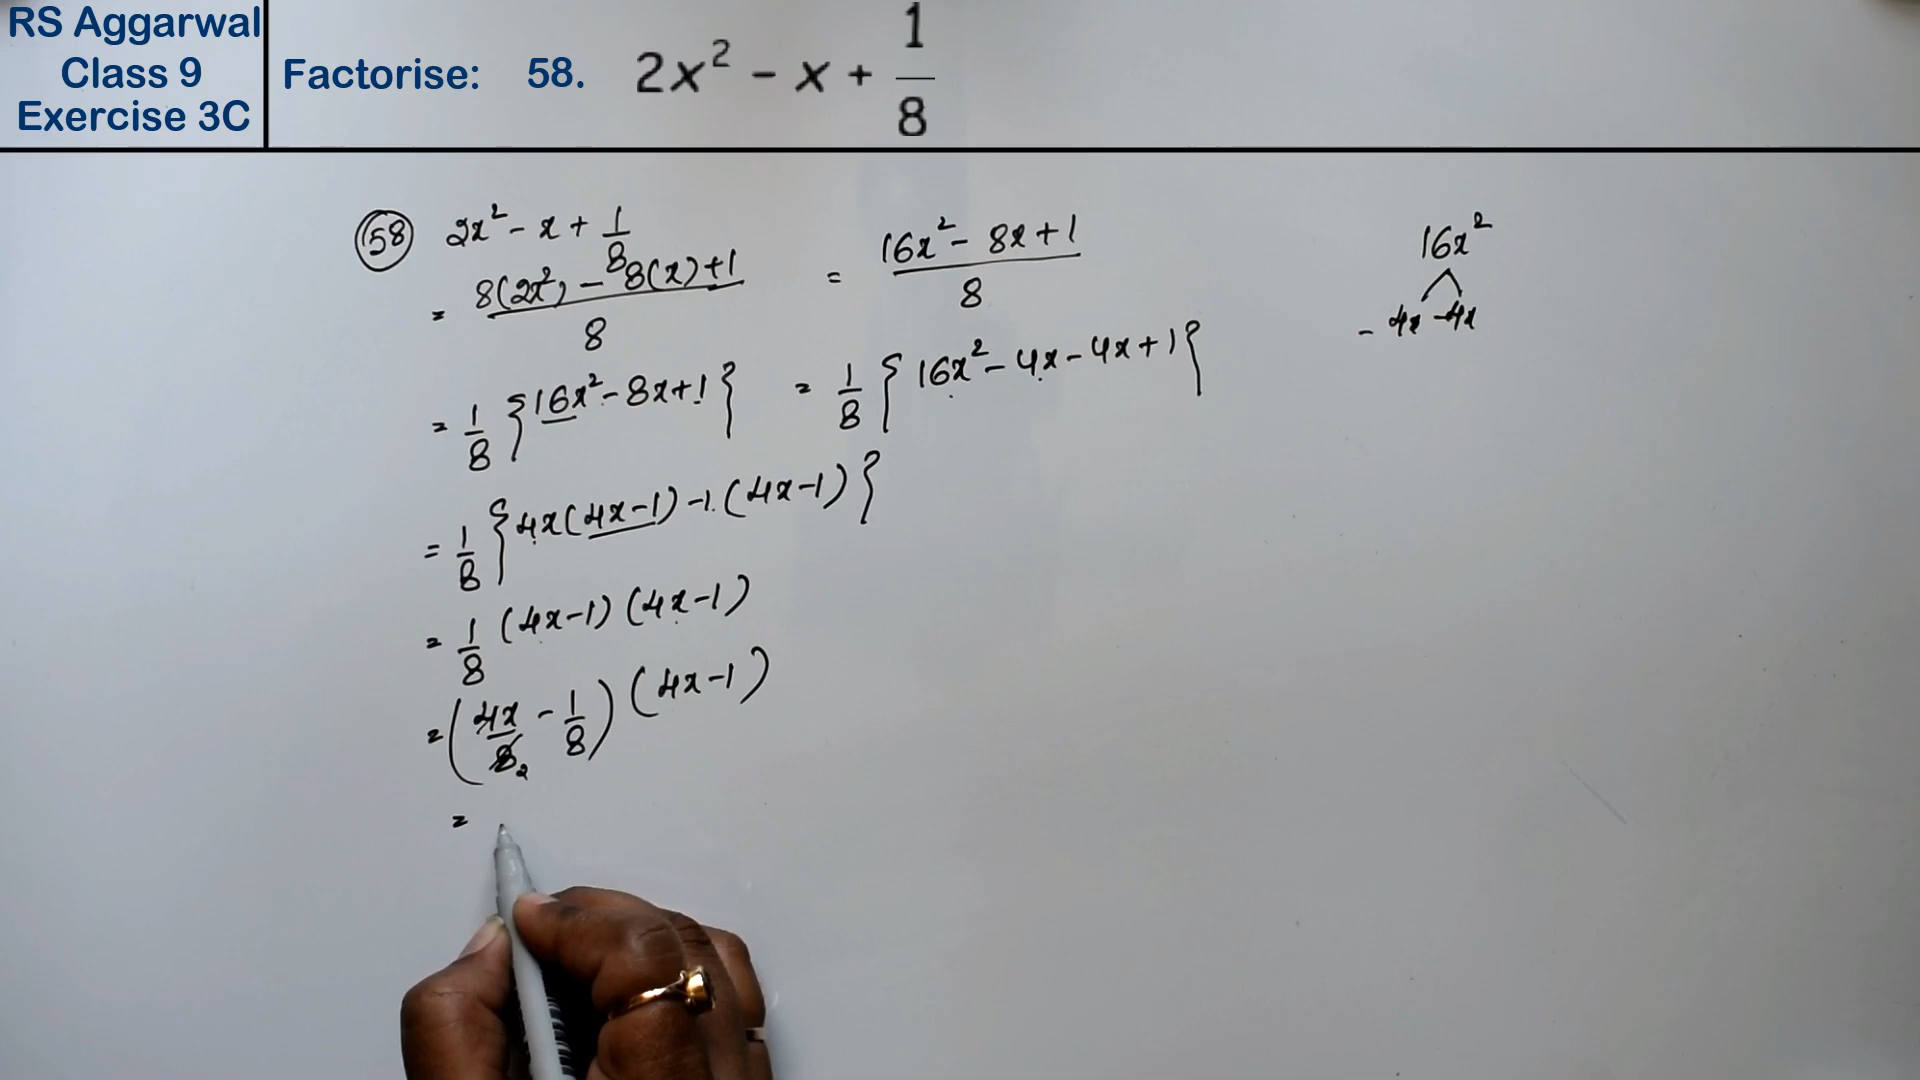 RS Aggarwal
Class 9
Exercise 3C
Factorise: 58. 2x² - x + 1/8
(58) 2x² - x + 1/8
= (8(2x²) - 8(x) + 1)/8 = (16x² - 8x + 1)/8
16x²
- 4x - 4x
= 1/8 {16x² - 8x + 1} = 1/8 {16x² - 4x - 4x + 1}
= 1/8 {4x(4x-1) -1.(4x-1)}
= 1/8 (4x-1) (4x-1)
= (4x/8 2 - 1/8) (4x-1)
=